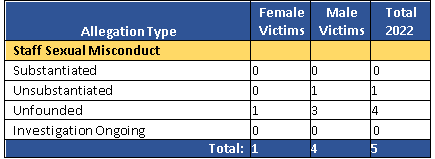 Allegation Type Female Victims Male Victims Total 2022
Staff Sexual Misconduct
Substantiated 0 0 0
Unsubstantiated 0 1 1
Unfounded 1 3 4
Investigation Ongoing 0 0 0
Total: 1 4 5